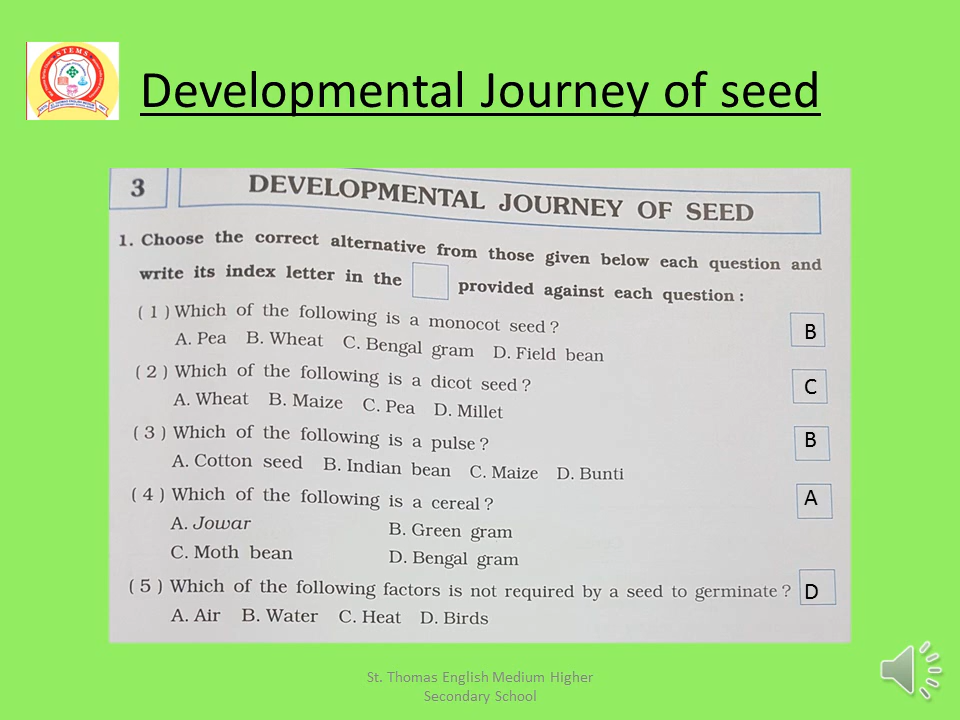 STEMS
Developmental Journey of seed
3
DEVELOPMENTAL JOURNEY OF SEED
1. Choose the correct alternative from those given below each question and
write its index letter in the provided against each question :
( 1 ) Which of the following is a monocot seed ?
B
A. Pea B. Wheat C. Bengal gram D. Field bean
( 2 ) Which of the following is a dicot seed ?
C
A. Wheat B. Maize C. Pea D. Millet
( 3 ) Which of the following is a pulse ?
B
A. Cotton seed B. Indian bean C. Maize D. Bunti
( 4 ) Which of the following is a cereal ?
A
A. Jowar B. Green gram
C. Moth bean D. Bengal gram
( 5 ) Which of the following factors is not required by a seed to germinate ?
D
A. Air B. Water C. Heat D. Birds
St. Thomas English Medium Higher
Secondary School